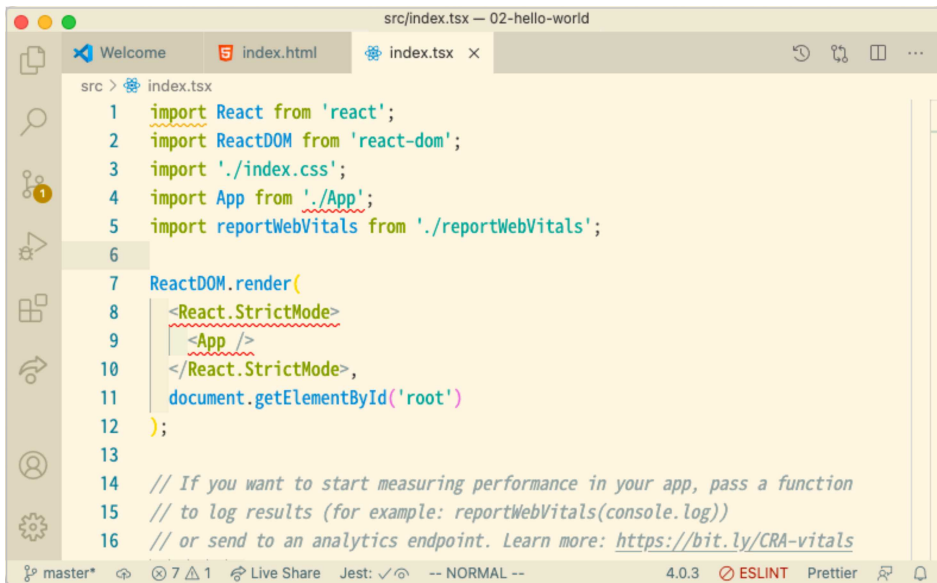 src/index.tsx — 02-hello-world
Welcome index.html index.tsx
src > index.tsx
1 import React from 'react';
2 import ReactDOM from 'react-dom';
3 import './index.css';
4 import App from './App';
5 import reportWebVitals from './reportWebVitals';
6
7 ReactDOM.render(
8 <React.StrictMode>
9 <App />
10 </React.StrictMode>,
11 document.getElementById('root')
12 );
13
14 // If you want to start measuring performance in your app, pass a function
15 // to log results (for example: reportWebVitals(console.log))
16 // or send to an analytics endpoint. Learn more: https://bit.ly/CRA-vitals
1
master* 7 1 Live Share Jest: -- NORMAL -- 4.0.3 ESLINT Prettier